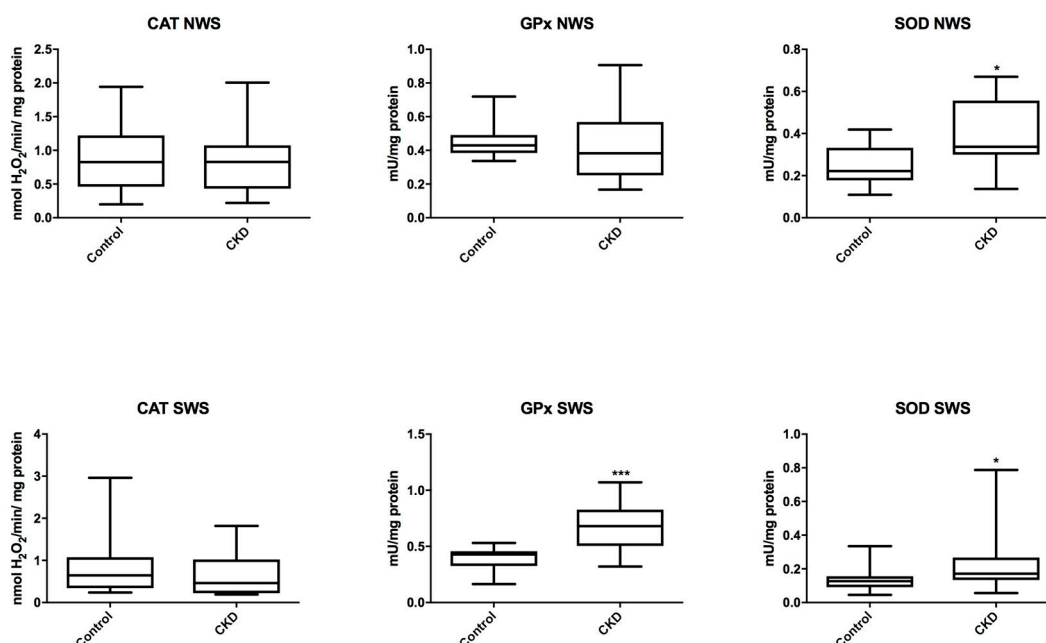 CAT NWS
nmol H₂O₂/min/ mg protein
2.5
2.0
1.5
1.0
0.5
0.0
Control
CKD
GPx NWS
mU/mg protein
1.0
0.8
0.6
0.4
0.2
0.0
Control
CKD
SOD NWS
mU/mg protein
0.8
0.6
0.4
0.2
0.0
*
Control
CKD
CAT SWS
nmol H₂O₂/min/ mg protein
4
3
2
1
0
Control
CKD
GPx SWS
mU/mg protein
1.5
1.0
0.5
0.0
***
Control
CKD
SOD SWS
mU/mg protein
1.0
0.8
0.6
0.4
0.2
0.0
*
Control
CKD